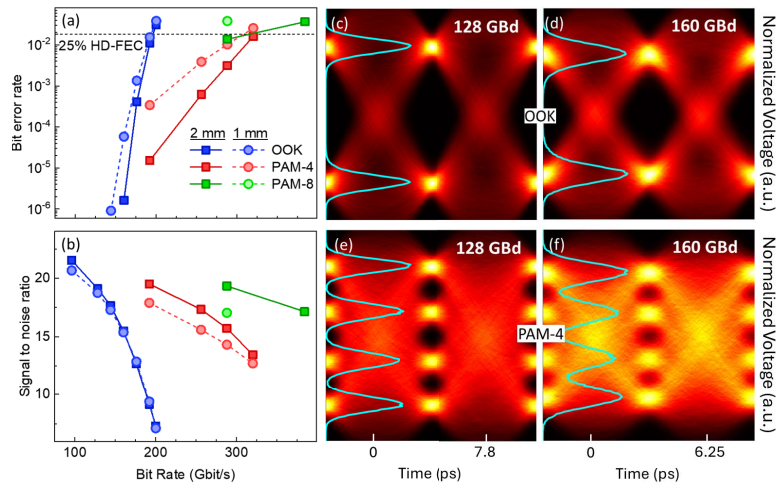 (a)
25% HD-FEC
2 mm 1 mm
OOK
PAM-4
PAM-8
Bit error rate
10⁻²
10⁻³
10⁻⁴
10⁻⁵
10⁻⁶
(b)
Signal to noise ratio
20
15
10
100 200 300
Bit Rate (Gbit/s)
(c) 128 GBd
(d) 160 GBd
OOK
Normalized Voltage (a.u.)
(e) 128 GBd
(f) 160 GBd
PAM-4
Normalized Voltage (a.u.)
0 7.8
Time (ps)
0 6.25
Time (ps)